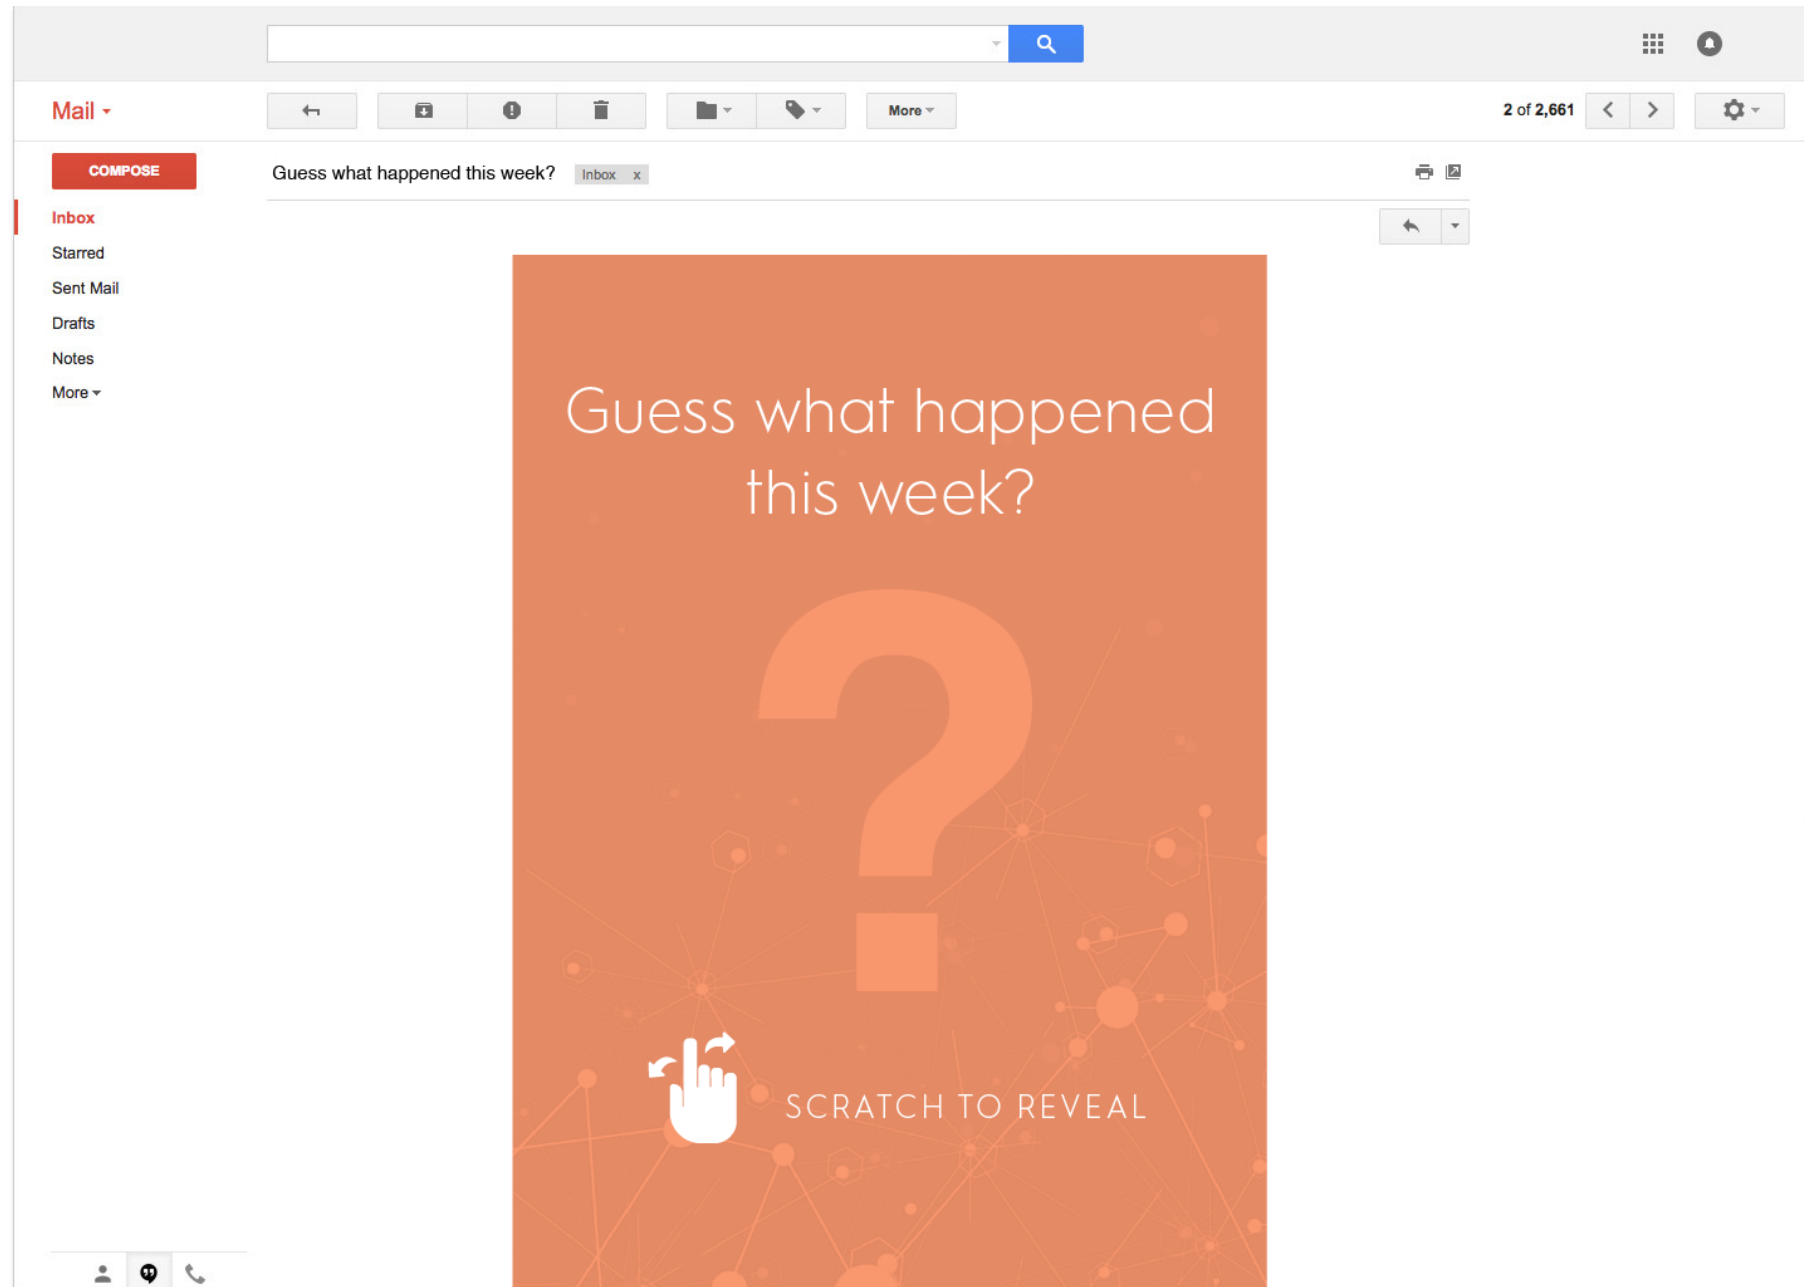 Mail
More
2 of 2,661
COMPOSE
Guess what happened this week? Inbox x
Inbox
Starred
Sent Mail
Drafts
Notes
More
Guess what happened
this week?
?
SCRATCH TO REVEAL